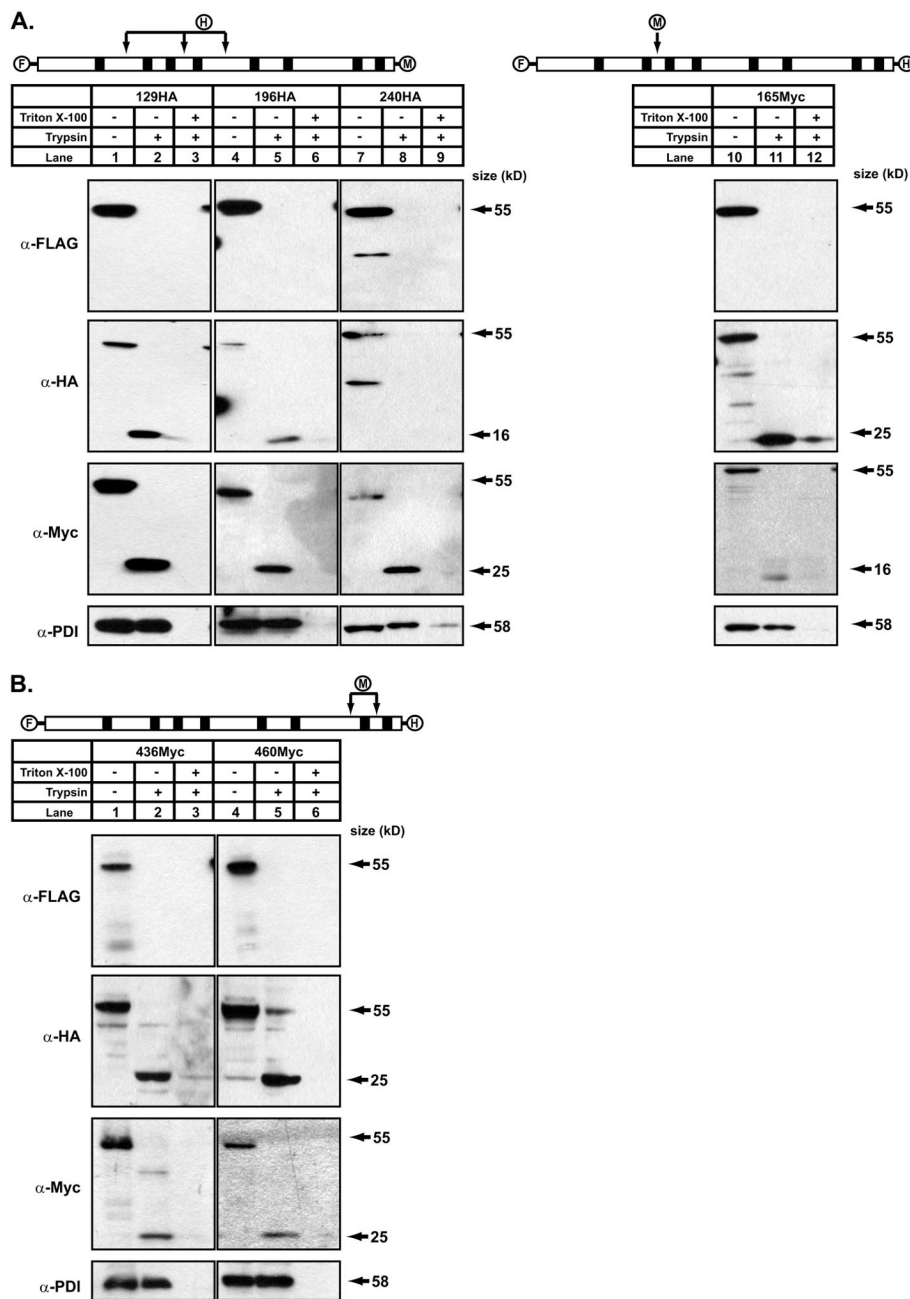 A.
H
F
M
M
F
H
129HA 196HA 240HA
Triton X-100 - - + - - + - - +
Trypsin - + + - + + - + +
Lane 1 2 3 4 5 6 7 8 9
165Myc
Triton X-100 - - +
Trypsin - + +
Lane 10 11 12
size (kD)
size (kD)
α-FLAG
55
55
α-HA
55
16
55
25
α-Myc
55
25
55
16
α-PDI
58
58
B.
M
F
H
436Myc 460Myc
Triton X-100 - - + - - +
Trypsin - + + - + +
Lane 1 2 3 4 5 6
size (kD)
α-FLAG
55
α-HA
55
25
α-Myc
55
25
α-PDI
58